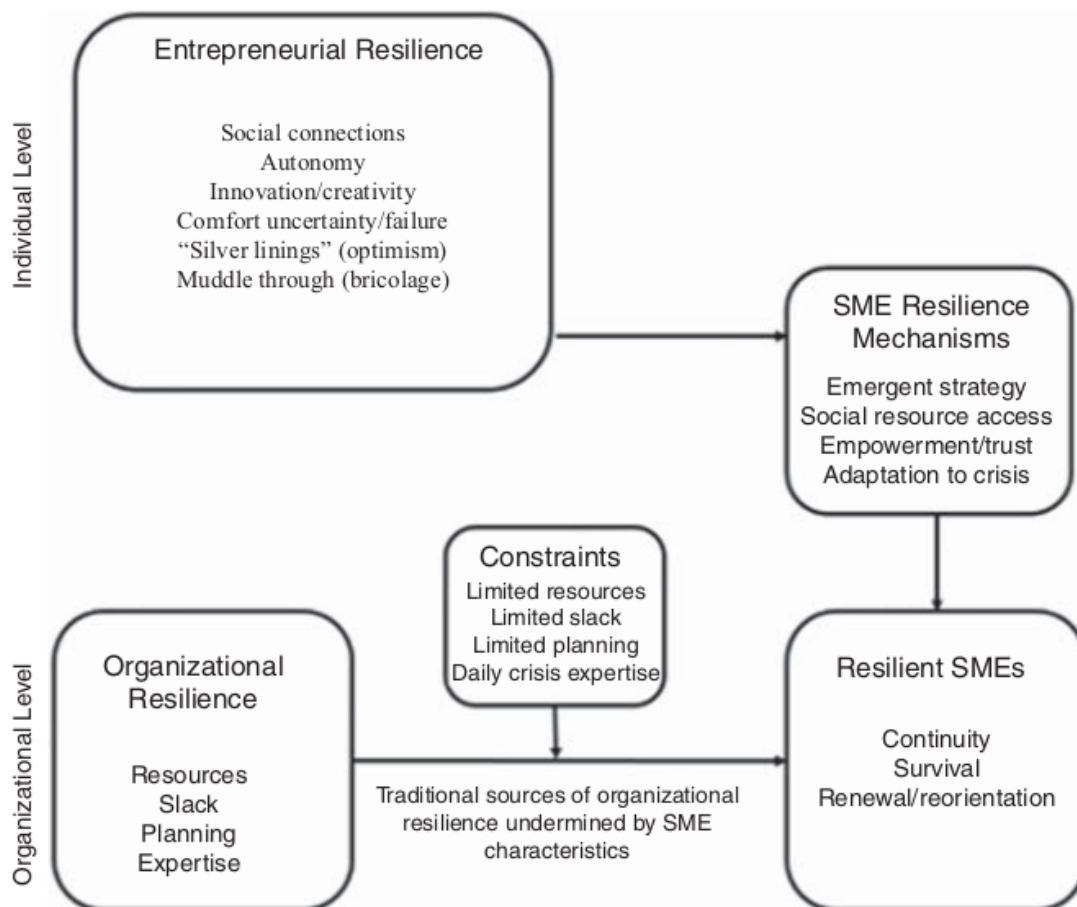 Individual Level
Entrepreneurial Resilience
Social connections
Autonomy
Innovation/creativity
Comfort uncertainty/failure
“Silver linings” (optimism)
Muddle through (bricolage)
SME Resilience
Mechanisms
Emergent strategy
Social resource access
Empowerment/trust
Adaptation to crisis
Organizational Level
Organizational
Resilience
Resources
Slack
Planning
Expertise
Constraints
Limited resources
Limited slack
Limited planning
Daily crisis expertise
Traditional sources of organizational
resilience undermined by SME
characteristics
Resilient SMEs
Continuity
Survival
Renewal/reorientation